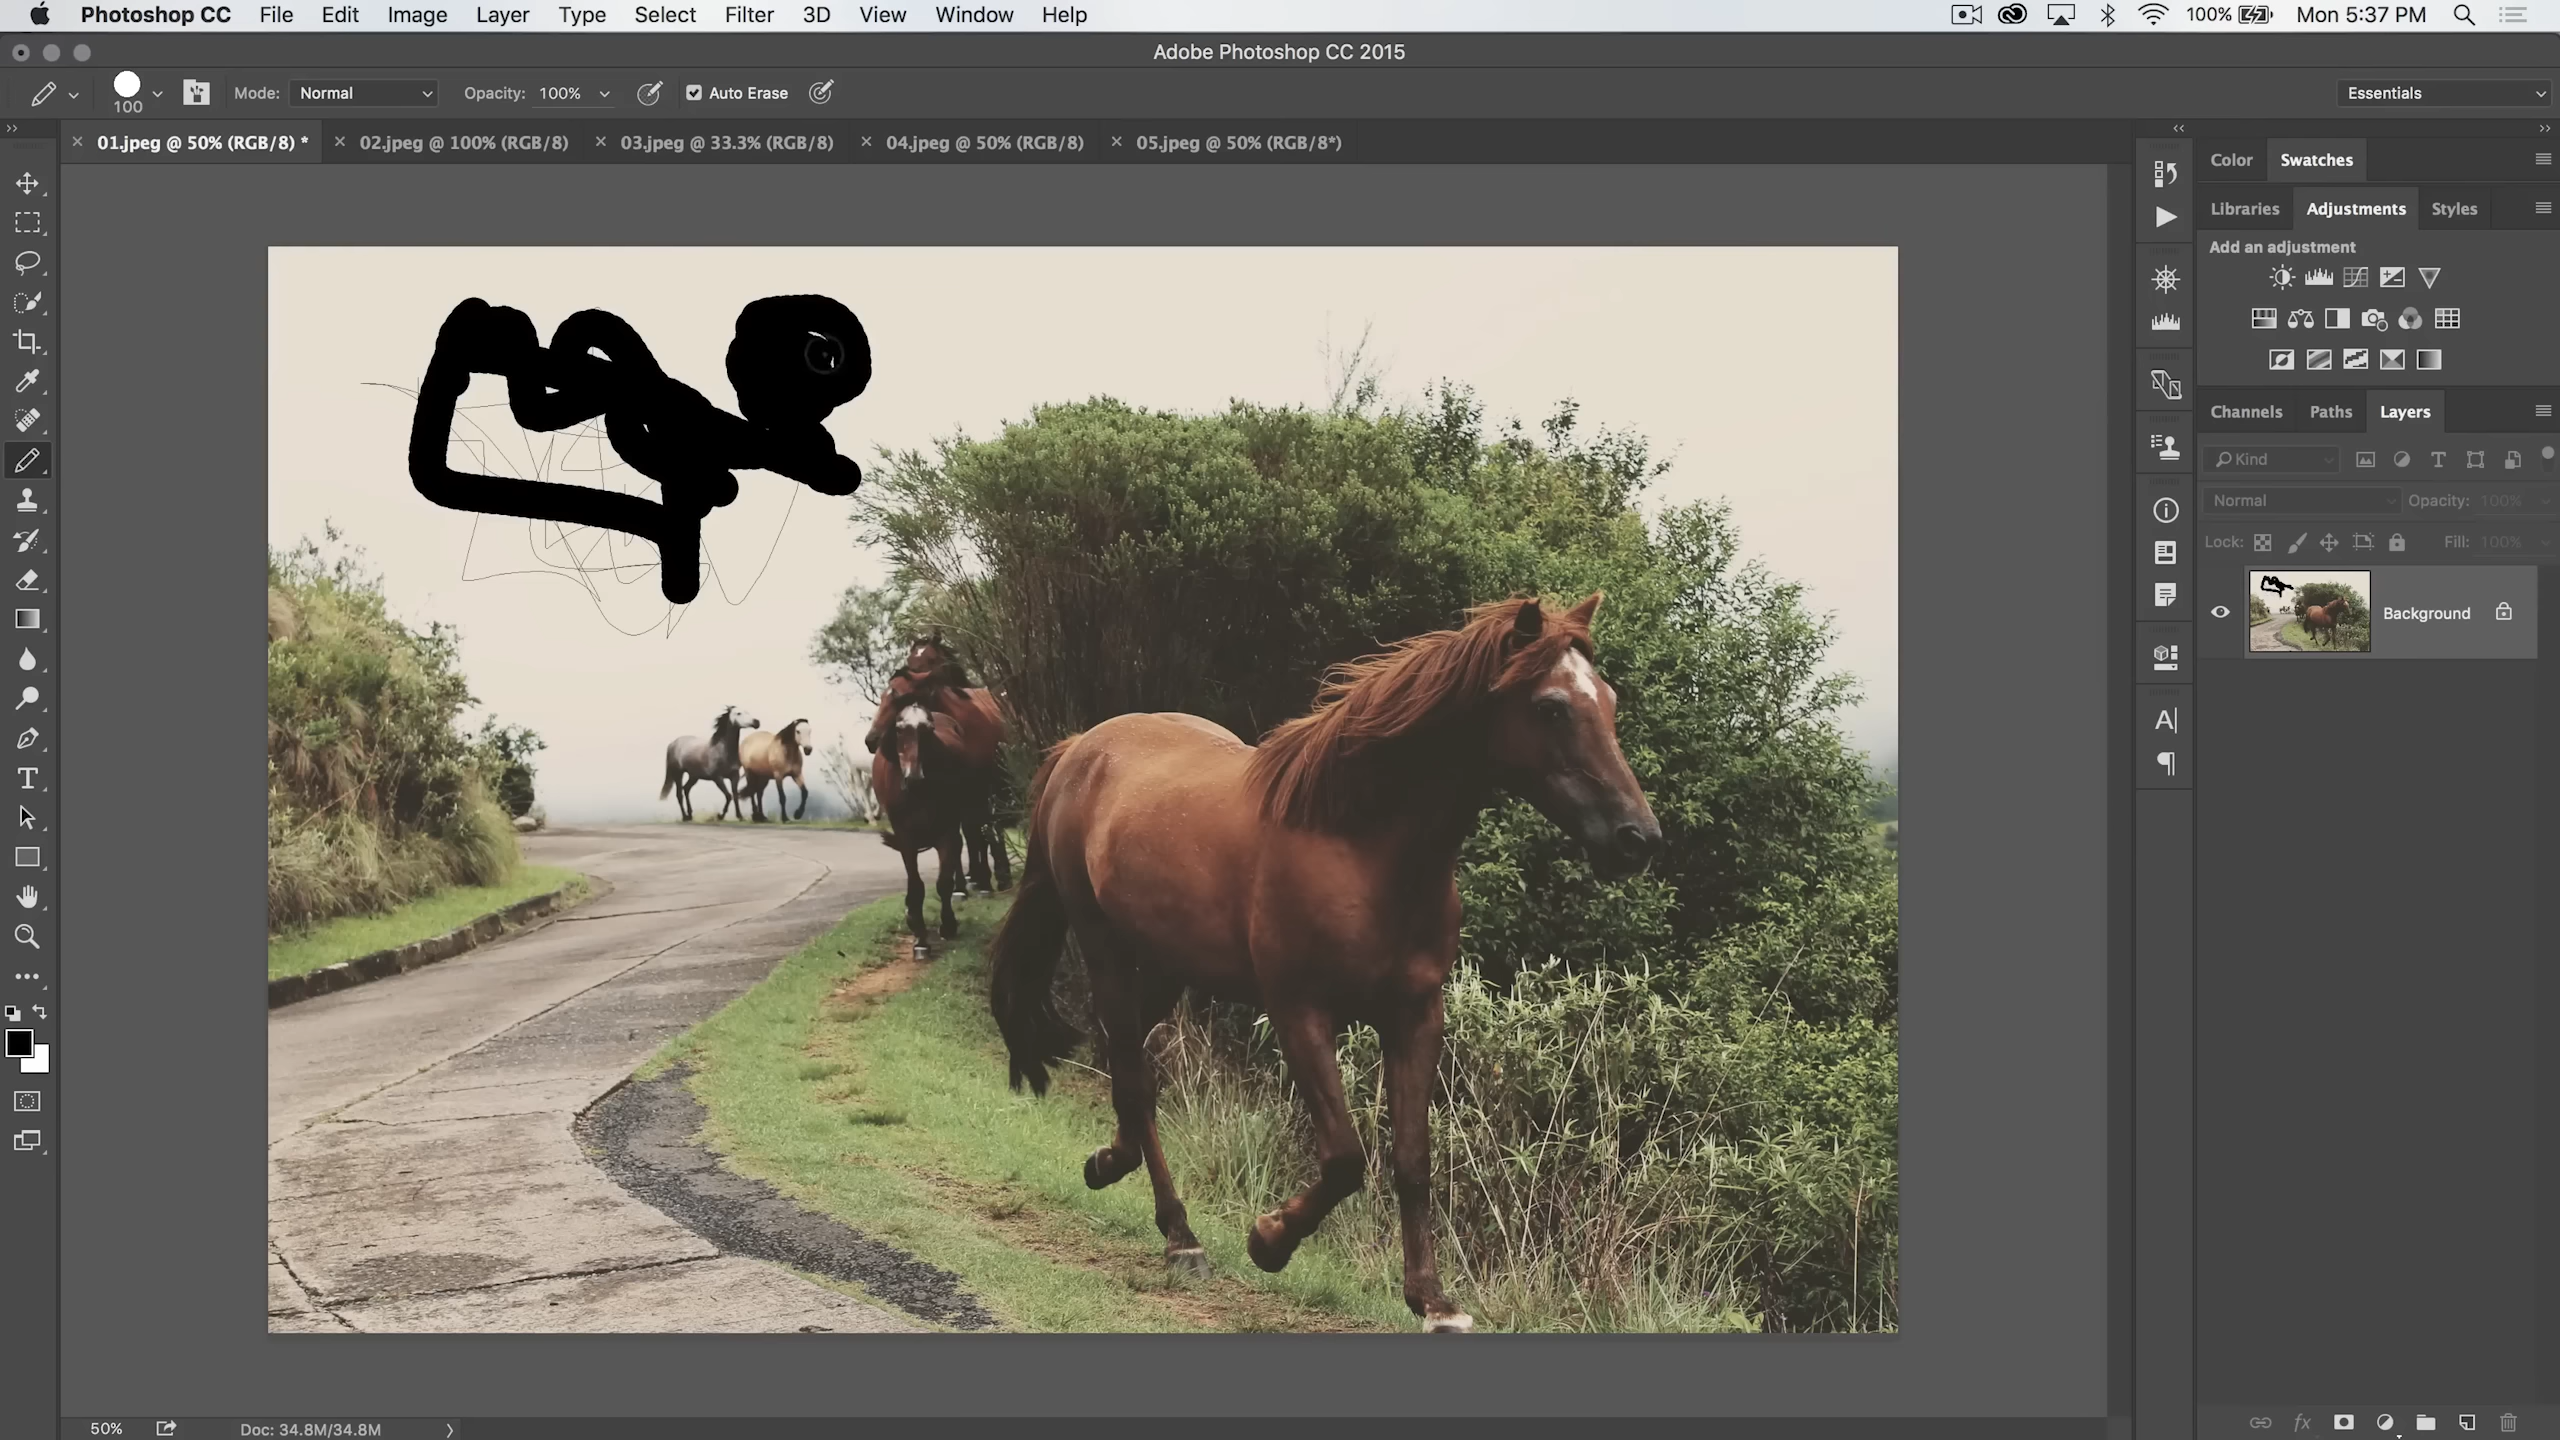 Photoshop CC File Edit Image Layer Type Select Filter 3D View Window Help 100% Mon 5:37 PM
Adobe Photoshop CC 2015
100 Mode: Normal Opacity: 100% Auto Erase Essentials
01.jpeg @ 50% (RGB/8) * 02.jpeg @ 100% (RGB/8) 03.jpeg @ 33.3% (RGB/8) 04.jpeg @ 50% (RGB/8) 05.jpeg @ 50% (RGB/8*)
Color Swatches
Libraries Adjustments Styles
Add an adjustment
Channels Paths Layers
Kind
Normal Opacity: 100%
Lock: Fill: 100%
Background
50% Doc: 34.8M/34.8M